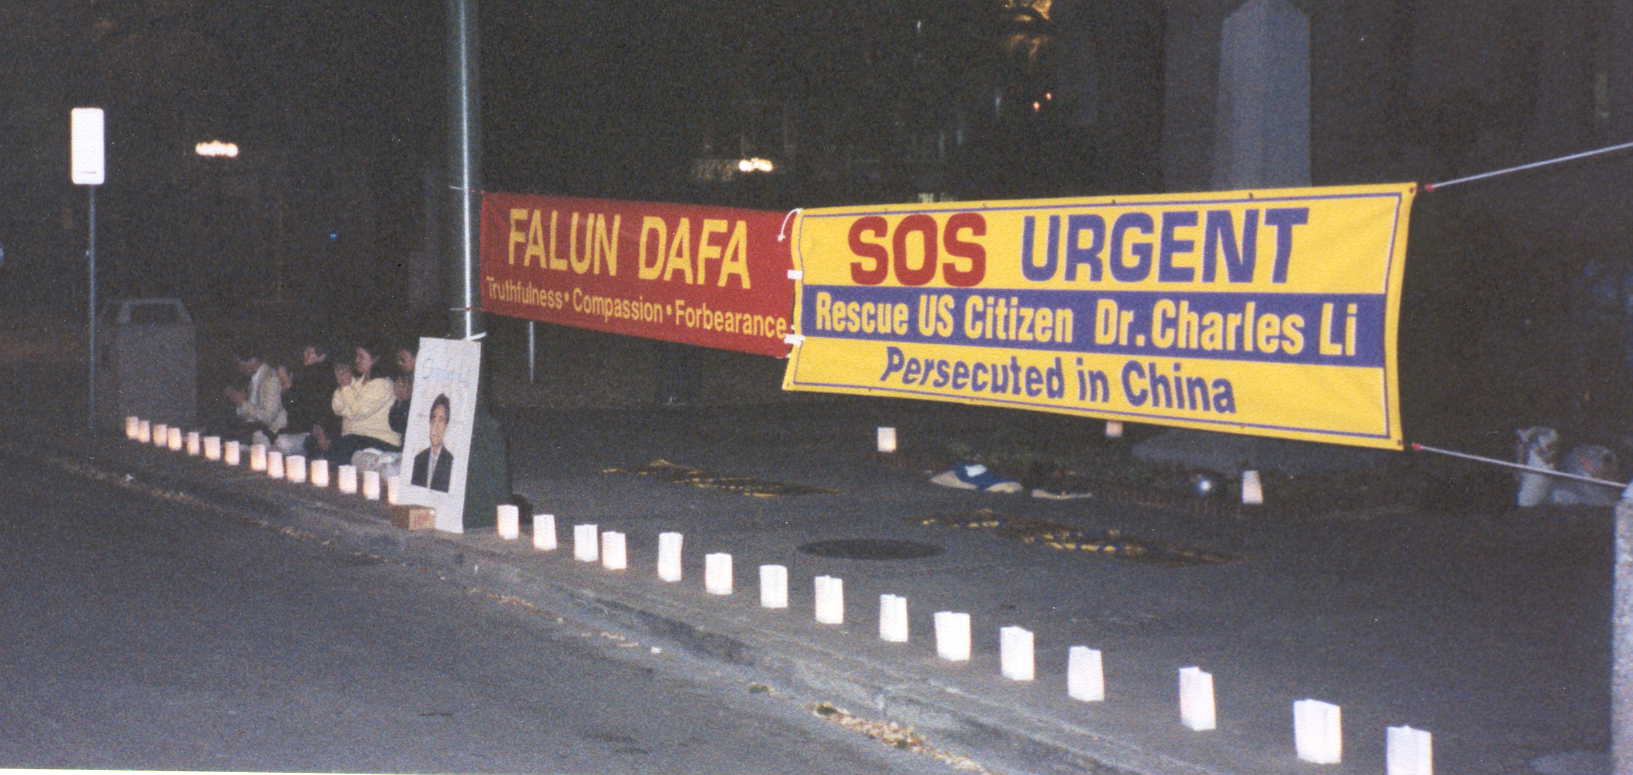 FALUN DAFA
Truthfulness • Compassion • Forbearance
SOS URGENT
Rescue US Citizen Dr. Charles Li
Persecuted in China